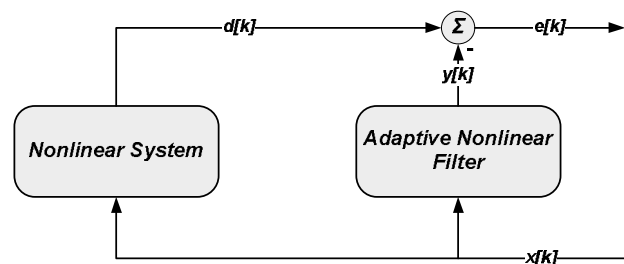 d[k]
Σ
e[k]
-
y[k]
Nonlinear System
Adaptive Nonlinear
Filter
x[k]